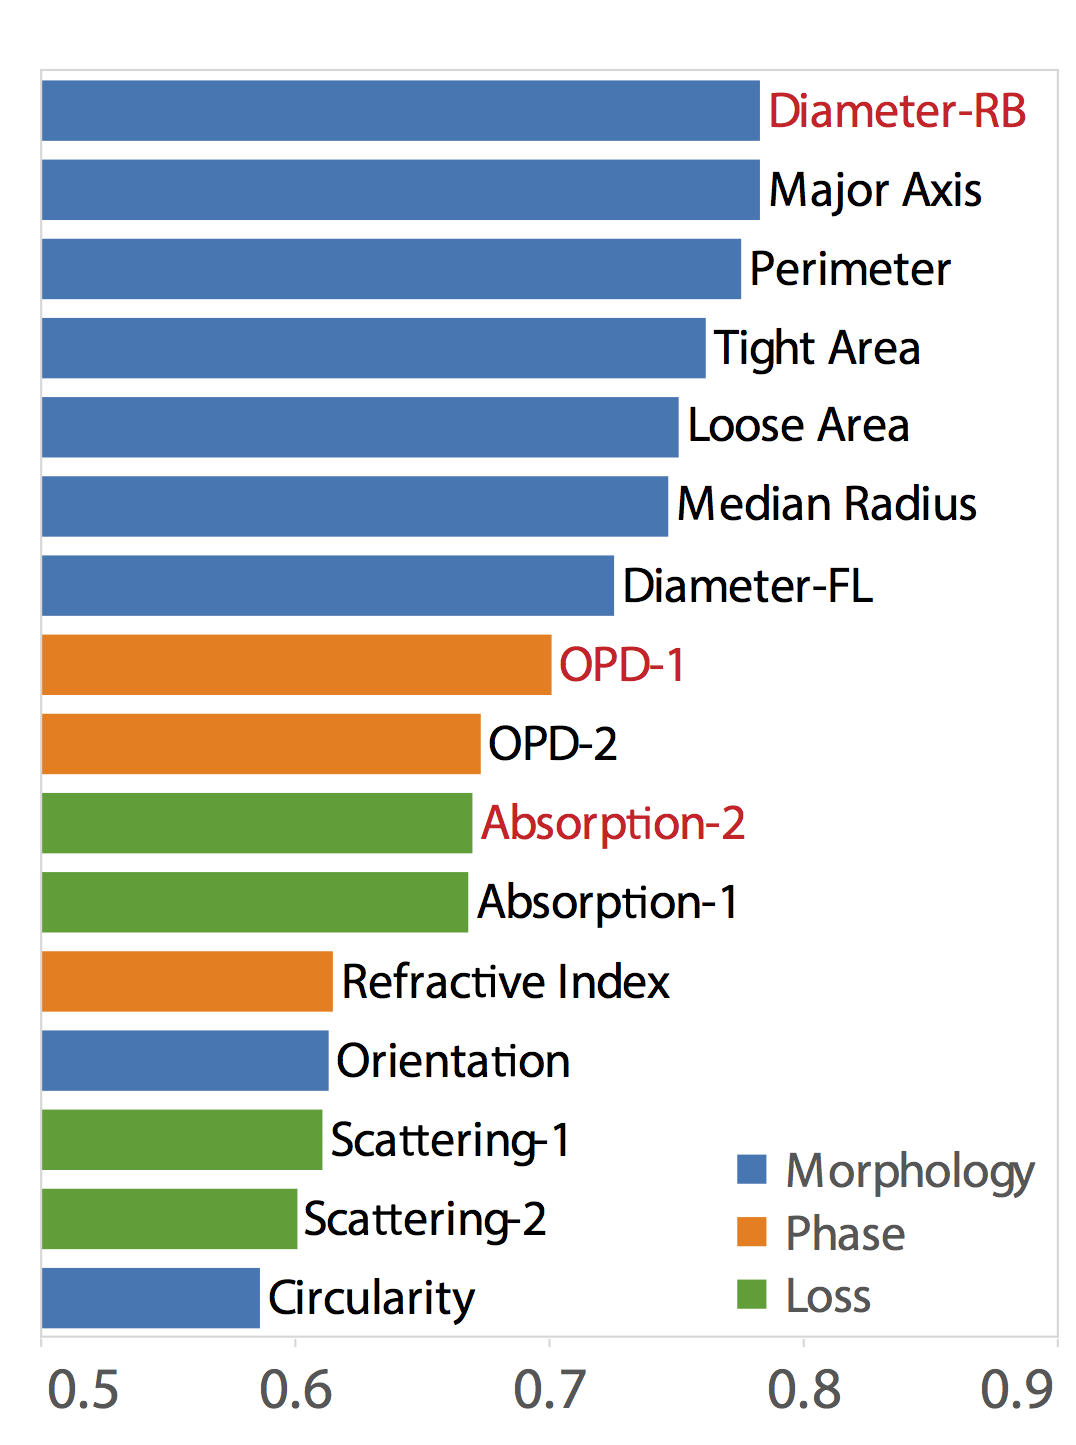 Diameter-RB
Major Axis
Perimeter
Tight Area
Loose Area
Median Radius
Diameter-FL
OPD-1
OPD-2
Absorption-2
Absorption-1
Refractive Index
Orientation
Scattering-1
Scattering-2
Circularity
Morphology
Phase
Loss
0.5 0.6 0.7 0.8 0.9